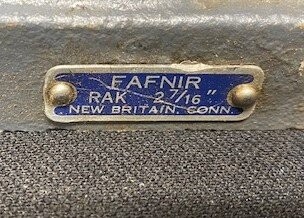 FAFNIR
RAK 2 7/16"
NEW BRITAIN, CONN.